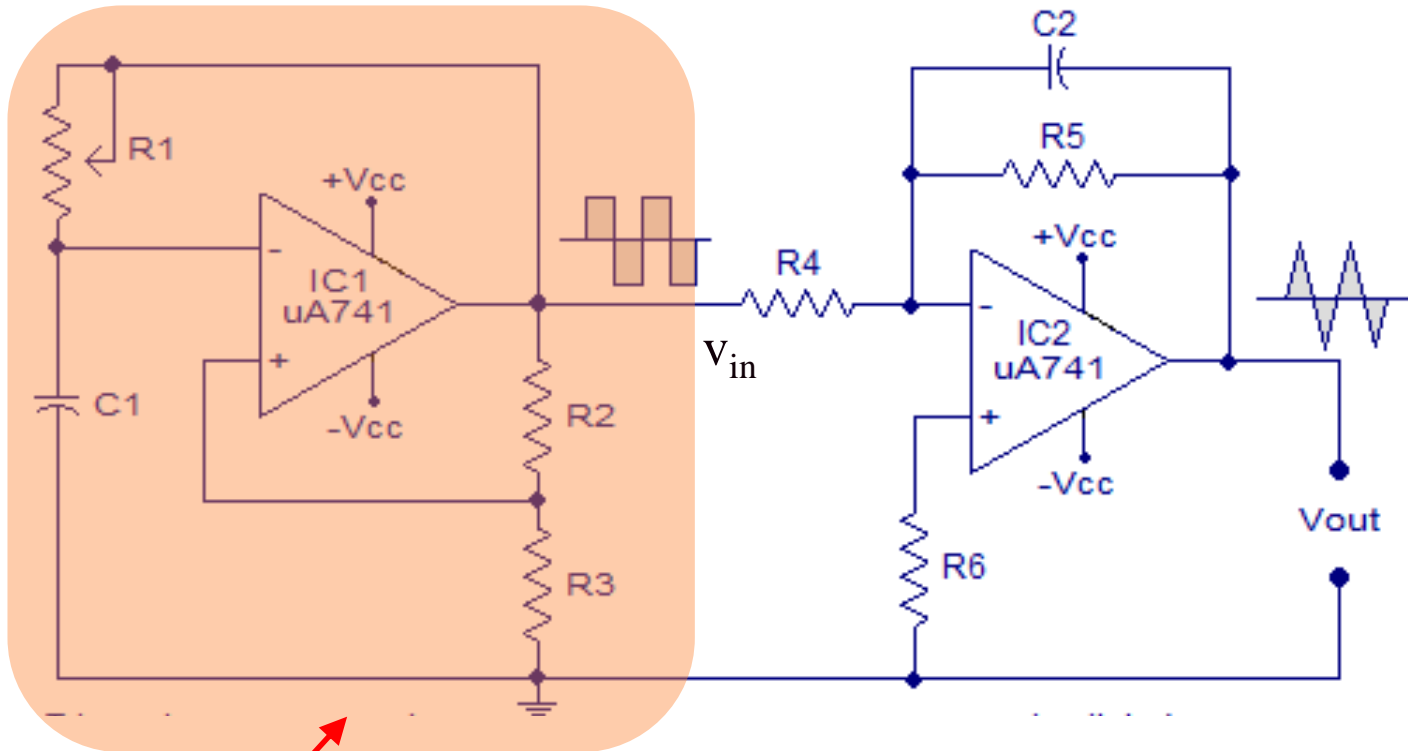 C2
R5
R1
+Vcc
-
IC1
uA741
+
-Vcc
C1
R2
R3
R4
v_in
+Vcc
-
IC2
uA741
+
-Vcc
R6
Vout